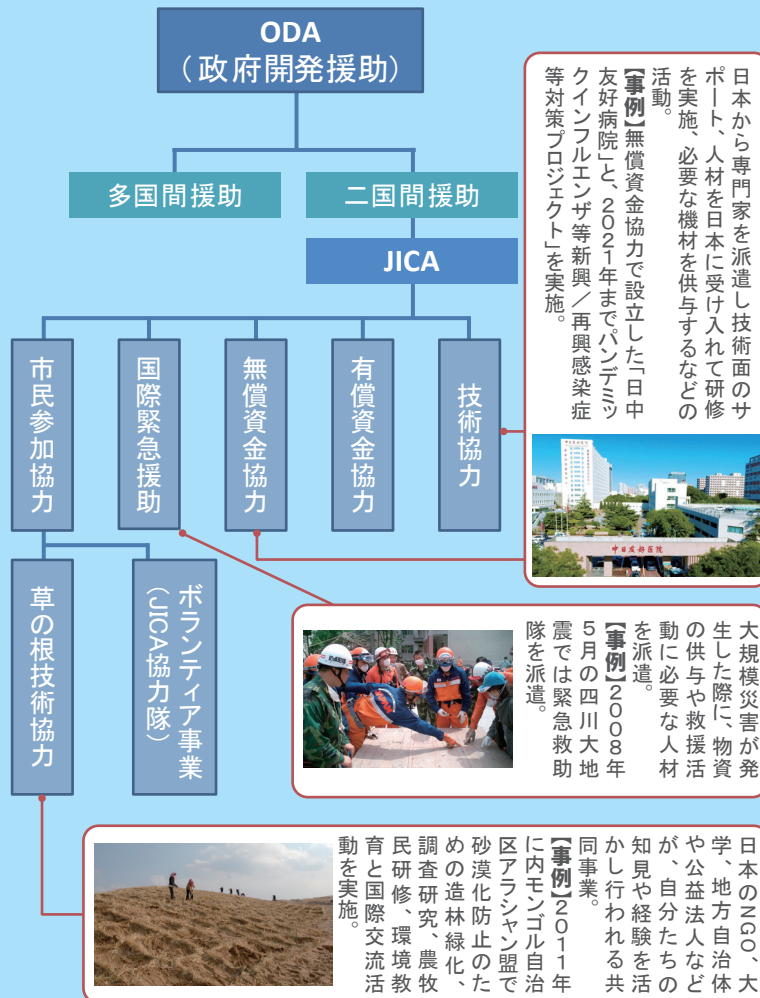 ODA
(政府開発援助)
多国間援助
二国間援助
JICA
市民参加協力
国際緊急援助
無償資金協力
有償資金協力
技術協力
草の根技術協力
ボランティア事業
(JICA協力隊)
日本から専門家を派遣し技術面のサ
ポート、人材を日本に受け入れて研修
を実施、必要な機材を供与するなどの
活動。
【事例】無償資金協力で設立した「日中
友好病院」と、2021年までパンデミッ
クインフルエンザ等新興/再興感染症
等対策プロジェクト」を実施。
中日友好医院
大規模災害が発
生した際に、物資
の供与や救援活
動に必要な人材
を派遣。
【事例】2008年
5月の四川大地
震では緊急救助
隊を派遣。
日本のNGO、大
学、地方自治体
や公益法人など
が、自分たちの
知見や経験を活
かし行われる共
同事業。
【事例】2011年
に内モンゴル自治
区アラシャン盟で
砂漠化防止のた
めの造林緑化、
調査研究、農牧
民研修、環境教
育と国際交流活
動を実施。